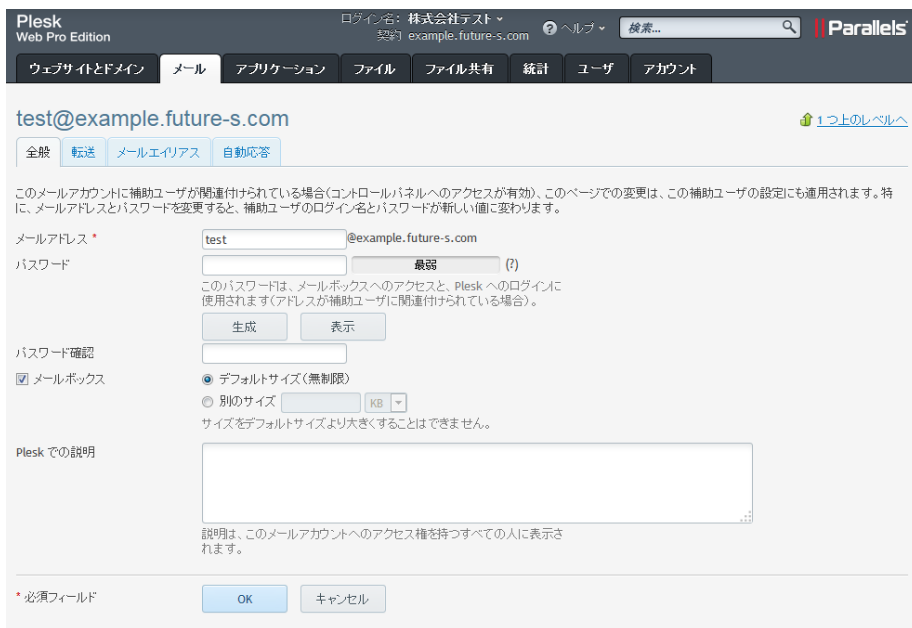 Plesk
Web Pro Edition
ログイン名: 株式会社テスト
契約 example.future-s.com
ヘルプ
検索...
Parallels
ウェブサイトとドメイン メール アプリケーション ファイル ファイル共有 統計 ユーザ アカウント
test@example.future-s.com
1つ上のレベルへ
全般 転送 メールエイリアス 自動応答
このメールアカウントに補助ユーザが関連付けられている場合(コントロールパネルへのアクセスが有効)、このページでの変更は、この補助ユーザの設定にも適用されます。特
に、メールアドレスとパスワードを変更すると、補助ユーザのログイン名とパスワードが新しい値に変わります。
メールアドレス * test @example.future-s.com
パスワード 最弱 (?)
このパスワードは、メールボックスへのアクセスと、Plesk へのログインに
使用されます(アドレスが補助ユーザに関連付けられている場合)。
生成 表示
パスワード確認
メールボックス デフォルトサイズ(無制限)
別のサイズ KB
サイズをデフォルトサイズより大きくすることはできません。
Plesk での説明
説明は、このメールアカウントへのアクセス権を持つすべての人に表示さ
れます。
* 必須フィールド OK キャンセル